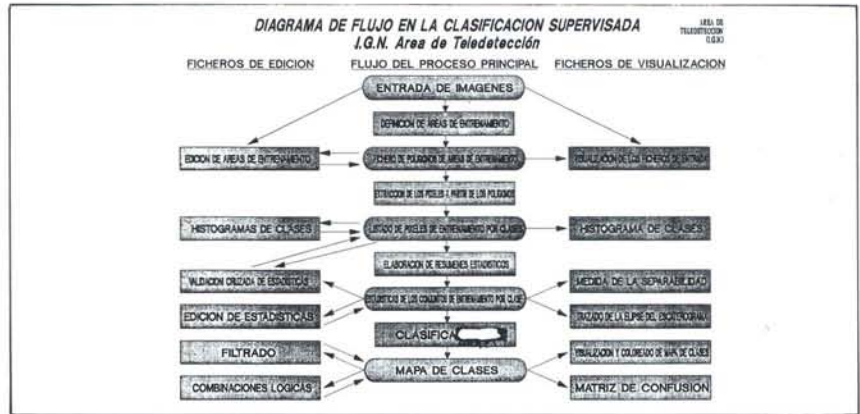 DIAGRAMA DE FLUJO EN LA CLASIFICACION SUPERVISADA
I.G.N. Area de Teledetección
AREA DE
TELEDETECCION
(I.G.N.)
FICHEROS DE EDICION
FLUJO DEL PROCESO PRINCIPAL
FICHEROS DE VISUALIZACION
ENTRADA DE IMAGENES
DEFINICION DE AREAS DE ENTRENAMIENTO
EDICION DE AREAS DE ENTRENAMIENTO
FICHERO DE POLIGONOS DE AREAS DE ENTRENAMIENTO
VISUALIZACION DE LOS FICHEROS DE ENTRADA
EXTRACCION DE LOS PIXELES A PARTIR DE LOS POLIGONOS
HISTOGRAMAS DE CLASES
LISTADO DE PIXELES DE ENTRENAMIENTO POR CLASES
HISTOGRAMA DE CLASES
ELABORACION DE RESUMENES ESTADISTICOS
VALIDACION CRUZADA DE ESTADISTICAS
ESTADISTICAS DE LOS CONJUNTOS DE ENTRENAMIENTO POR CLASE
MEDIDA DE LA SEPARABILIDAD
EDICION DE ESTADISTICAS
TRAZADO DE LA ELIPSE DEL
CLASIFICA
FILTRADO
VISUALIZACION Y COLOREADO DE MAPA DE CLASES
MAPA DE CLASES
COMBINACIONES LOGICAS
MATRIZ DE CONFUSION